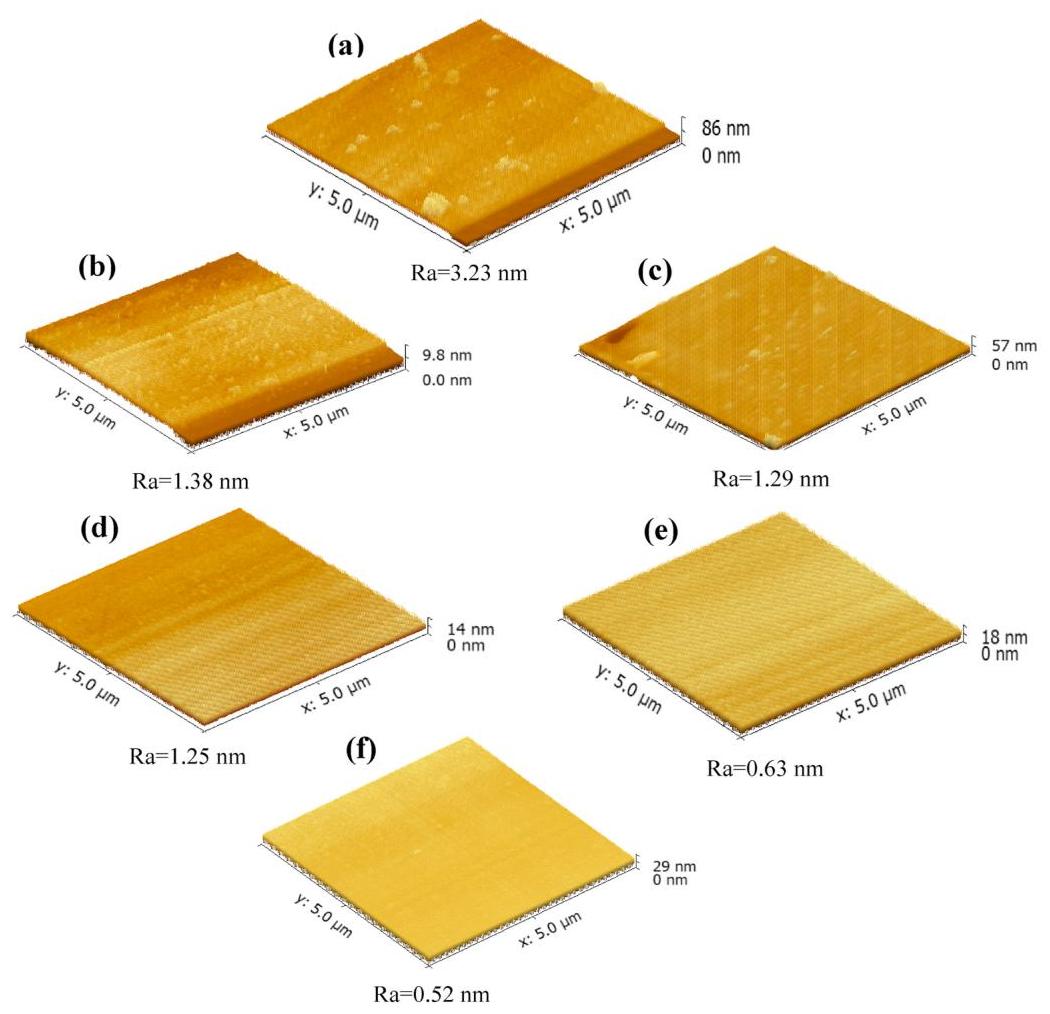 (a)
86 nm
0 nm
y: 5.0 µm
x: 5.0 µm
Ra=3.23 nm
(b)
9.8 nm
0.0 nm
y: 5.0 µm
x: 5.0 µm
Ra=1.38 nm
(c)
57 nm
0 nm
y: 5.0 µm
x: 5.0 µm
Ra=1.29 nm
(d)
14 nm
0 nm
y: 5.0 µm
x: 5.0 µm
Ra=1.25 nm
(e)
18 nm
0 nm
y: 5.0 µm
x: 5.0 µm
Ra=0.63 nm
(f)
29 nm
0 nm
y: 5.0 µm
x: 5.0 µm
Ra=0.52 nm